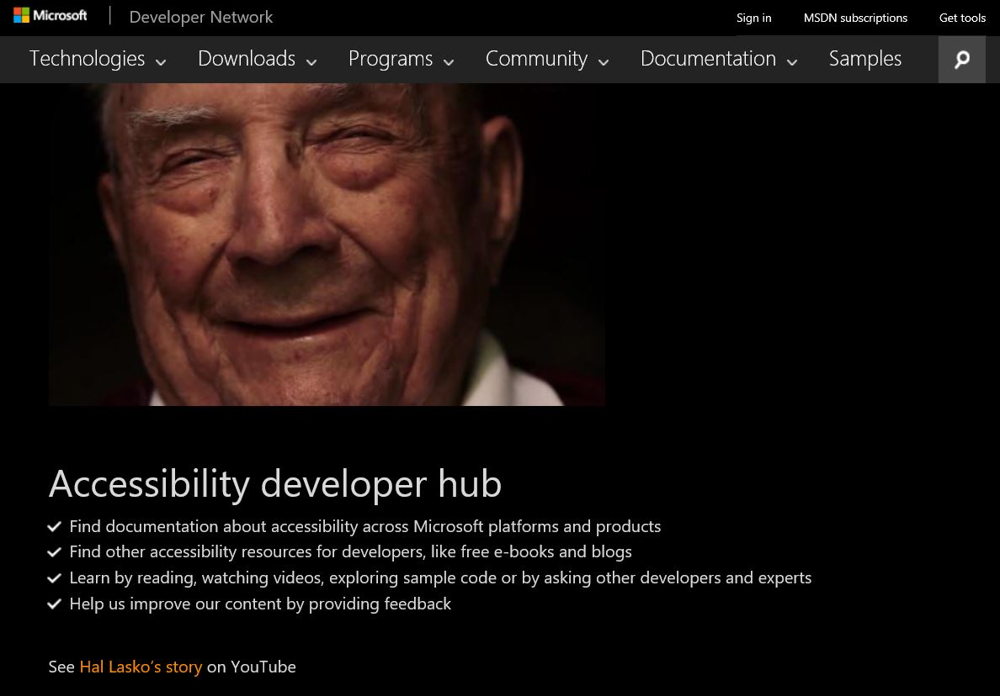 Microsoft | Developer Network
Sign in MSDN subscriptions Get tools
Technologies Downloads Programs Community Documentation Samples
Accessibility developer hub
Find documentation about accessibility across Microsoft platforms and products
Find other accessibility resources for developers, like free e-books and blogs
Learn by reading, watching videos, exploring sample code or by asking other developers and experts
Help us improve our content by providing feedback
See Hal Lasko’s story on YouTube